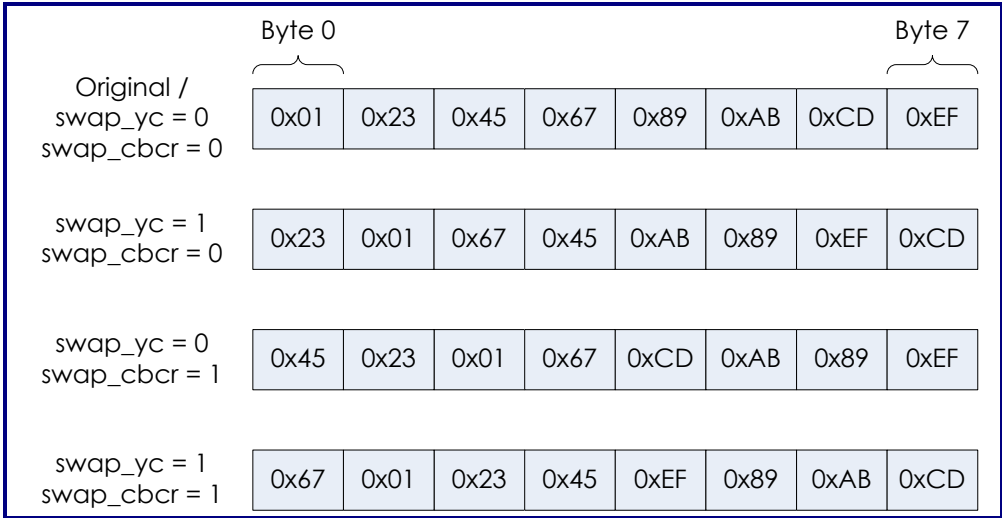 Byte 0 Byte 7
Original /
swap_yc = 0
swap_cbcr = 0
0x01 0x23 0x45 0x67 0x89 0xAB 0xCD 0xEF
swap_yc = 1
swap_cbcr = 0
0x23 0x01 0x67 0x45 0xAB 0x89 0xEF 0xCD
swap_yc = 0
swap_cbcr = 1
0x45 0x23 0x01 0x67 0xCD 0xAB 0x89 0xEF
swap_yc = 1
swap_cbcr = 1
0x67 0x01 0x23 0x45 0xEF 0x89 0xAB 0xCD